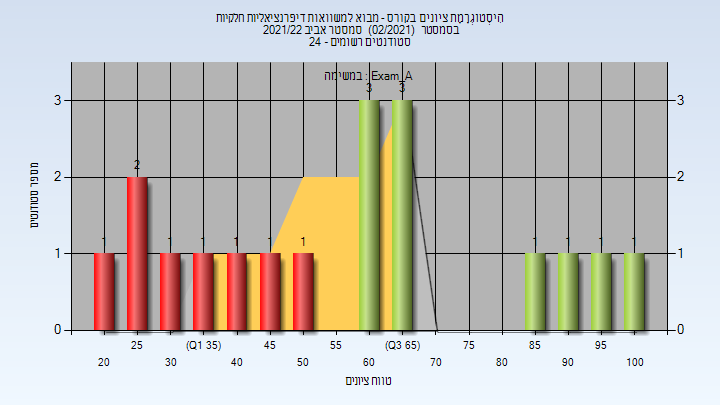 היסטוגרמת ציונים בקורס - מבוא למשוואות דיפרנציאליות חלקיות
בסמסטר (02/2021) סמסטר אביב 2021/22
סטודנטים רשומים - 24
במשימה : Exam_A
3 3
3 3
2
2 2
מספר סטודנטים
1 1 1 1 1 1 1 1 1 1
1 1
0 0
25 (Q1 35) 45 55 (Q3 65) 75 85 95
20 30 40 50 60 70 80 90 100
טווח ציונים